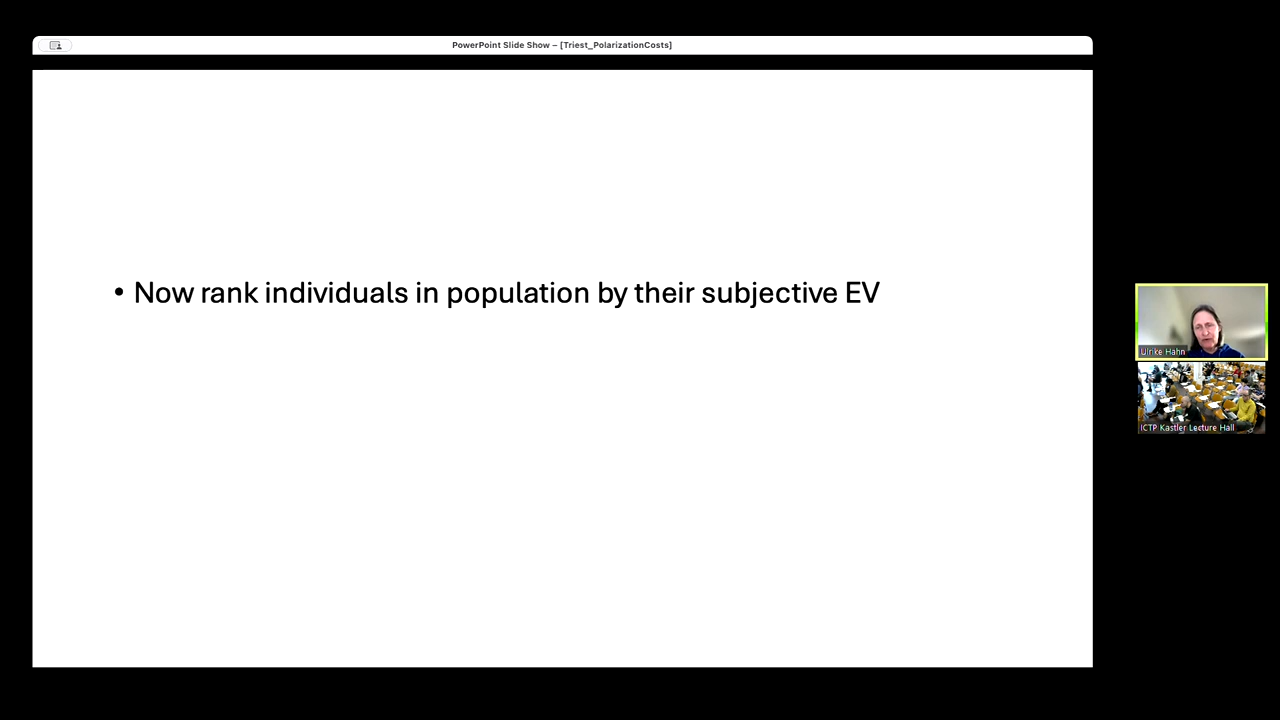 PowerPoint Slide Show – [Triest_PolarizationCosts]
• Now rank individuals in population by their subjective EV
Ulrike Hahn
ICTP Kastler Lecture Hall